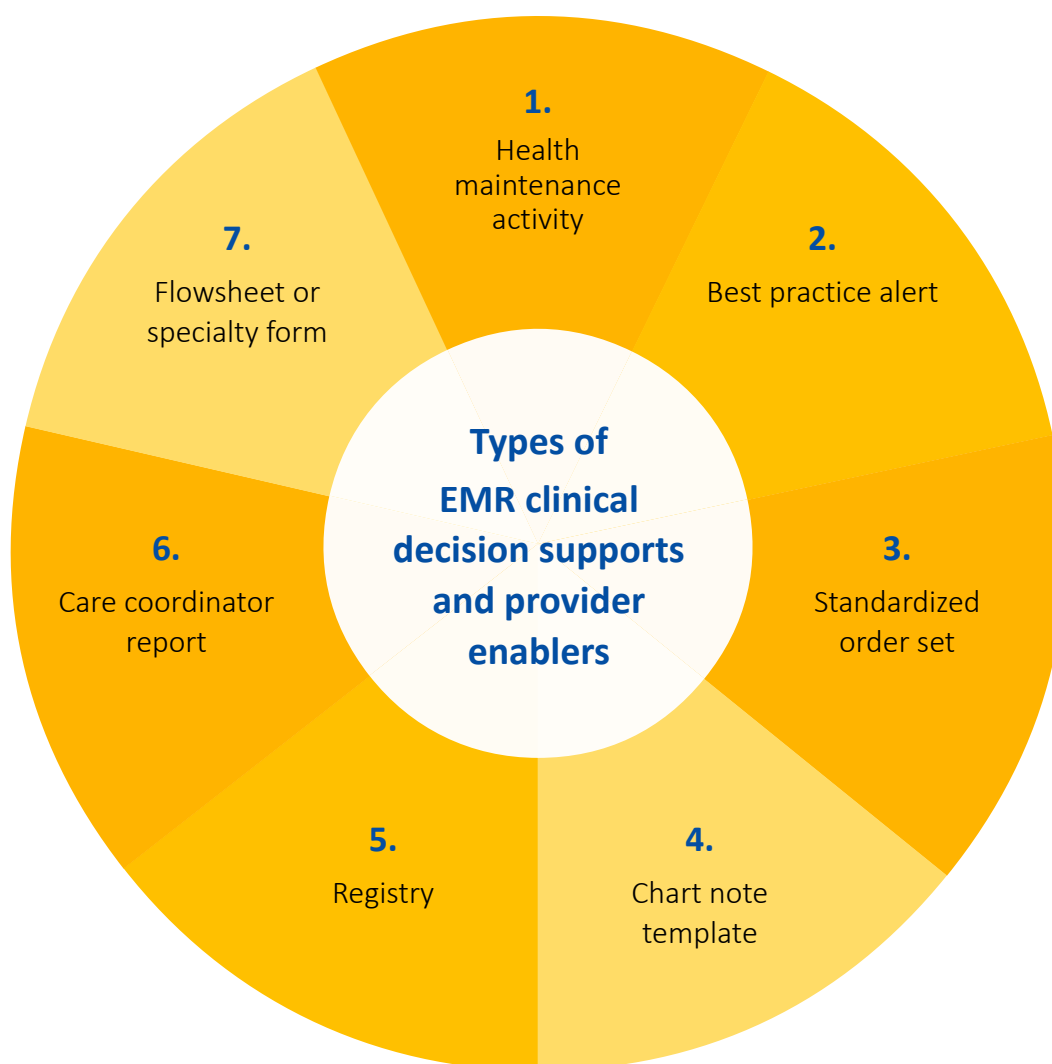 1.
Health
maintenance
activity
2.
Best practice alert
3.
Standardized
order set
4.
Chart note
template
5.
Registry
6.
Care coordinator
report
7.
Flowsheet or
specialty form
Types of
EMR clinical
decision supports
and provider
enablers